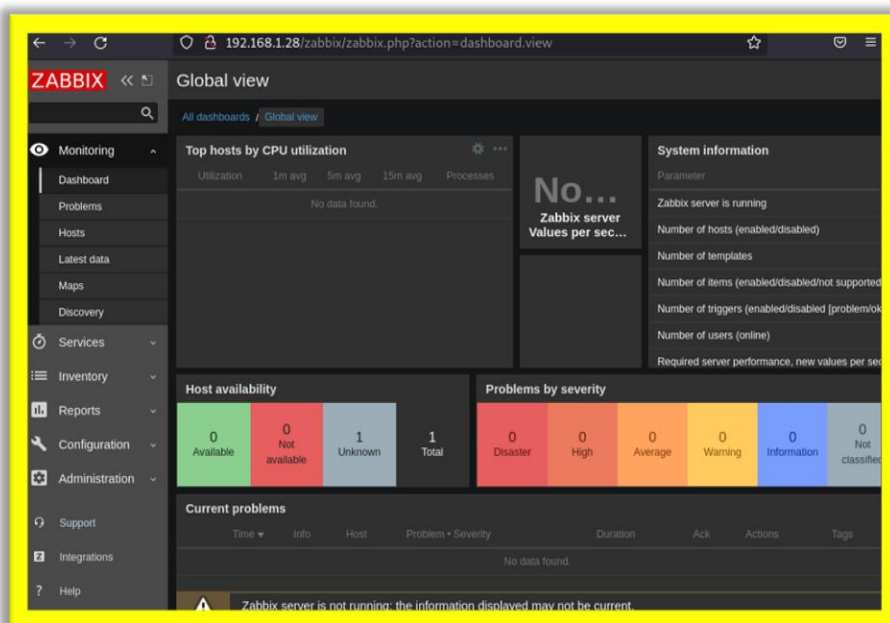 192.168.1.28/zabbix/zabbix.php?action=dashboard.view
ZABBIX
Global view
All dashboards / Global view
Monitoring
Dashboard
Problems
Hosts
Latest data
Maps
Discovery
Services
Inventory
Reports
Configuration
Administration
Support
Z Integrations
? Help
Top hosts by CPU utilization
Utilization 1m avg 5m avg 15m avg Processes
No data found.
No...
Zabbix server
Values per sec...
System information
Parameter
Zabbix server is running
Number of hosts (enabled/disabled)
Number of templates
Number of items (enabled/disabled/not supported
Number of triggers (enabled/disabled [problem/ok
Number of users (online)
Required server performance, new values per sec
Host availability
0
Available
0
Not
available
1
Unknown
1
Total
Problems by severity
0
Disaster
0
High
0
Average
0
Warning
0
Information
0
Not
classified
Current problems
Time Info Host Problem • Severity Duration Ack Actions Tags
No data found.
Zabbix server is not running: the information displayed may not be current.